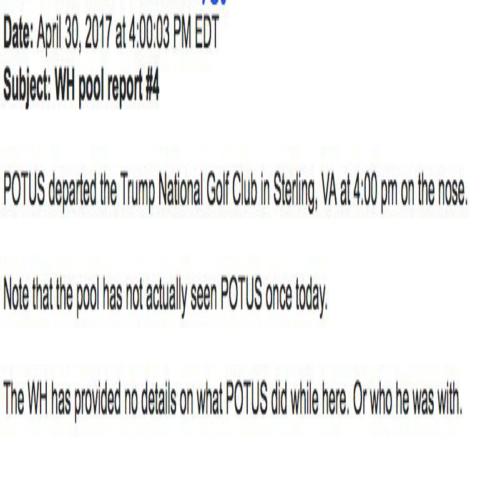 Date: April 30, 2017 at 4:00:03 PM EDT
Subject: WH pool report #4
POTUS departed the Trump National Golf Club in Sterling, VA at 4:00 pm on the nose.
Note that the pool has not actually seen POTUS once today.
The WH has provided no details on what POTUS did while here. Or who he was with.